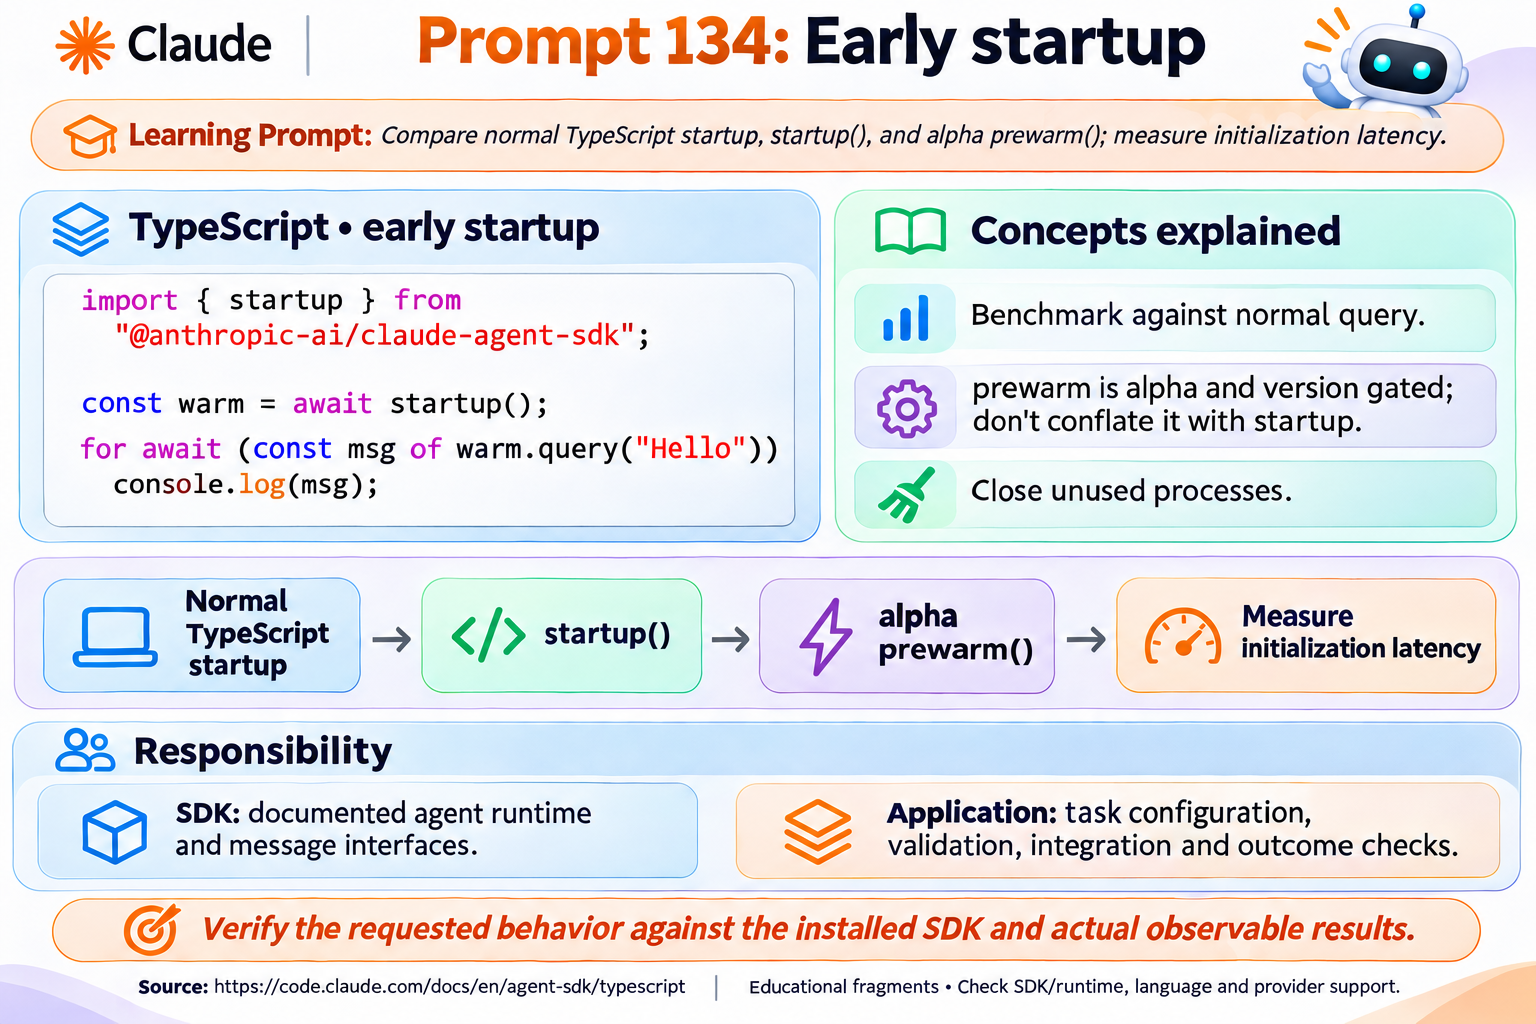 Claude
Prompt 134: Early startup
Learning Prompt: Compare normal TypeScript startup, startup(), and alpha prewarm(); measure initialization latency.
TypeScript • early startup
import { startup } from
"@anthropic-ai/claude-agent-sdk";
const warm = await startup();
for await (const msg of warm.query("Hello"))
console.log(msg);
Concepts explained
Benchmark against normal query.
prewarm is alpha and version gated;
don't conflate it with startup.
Close unused processes.
Normal
TypeScript
startup
startup()
alpha
prewarm()
Measure
initialization latency
Responsibility
SDK: documented agent runtime
and message interfaces.
Application: task configuration,
validation, integration and outcome checks.
Verify the requested behavior against the installed SDK and actual observable results.
Source: https://code.claude.com/docs/en/agent-sdk/typescript
Educational fragments • Check SDK/runtime, language and provider support.